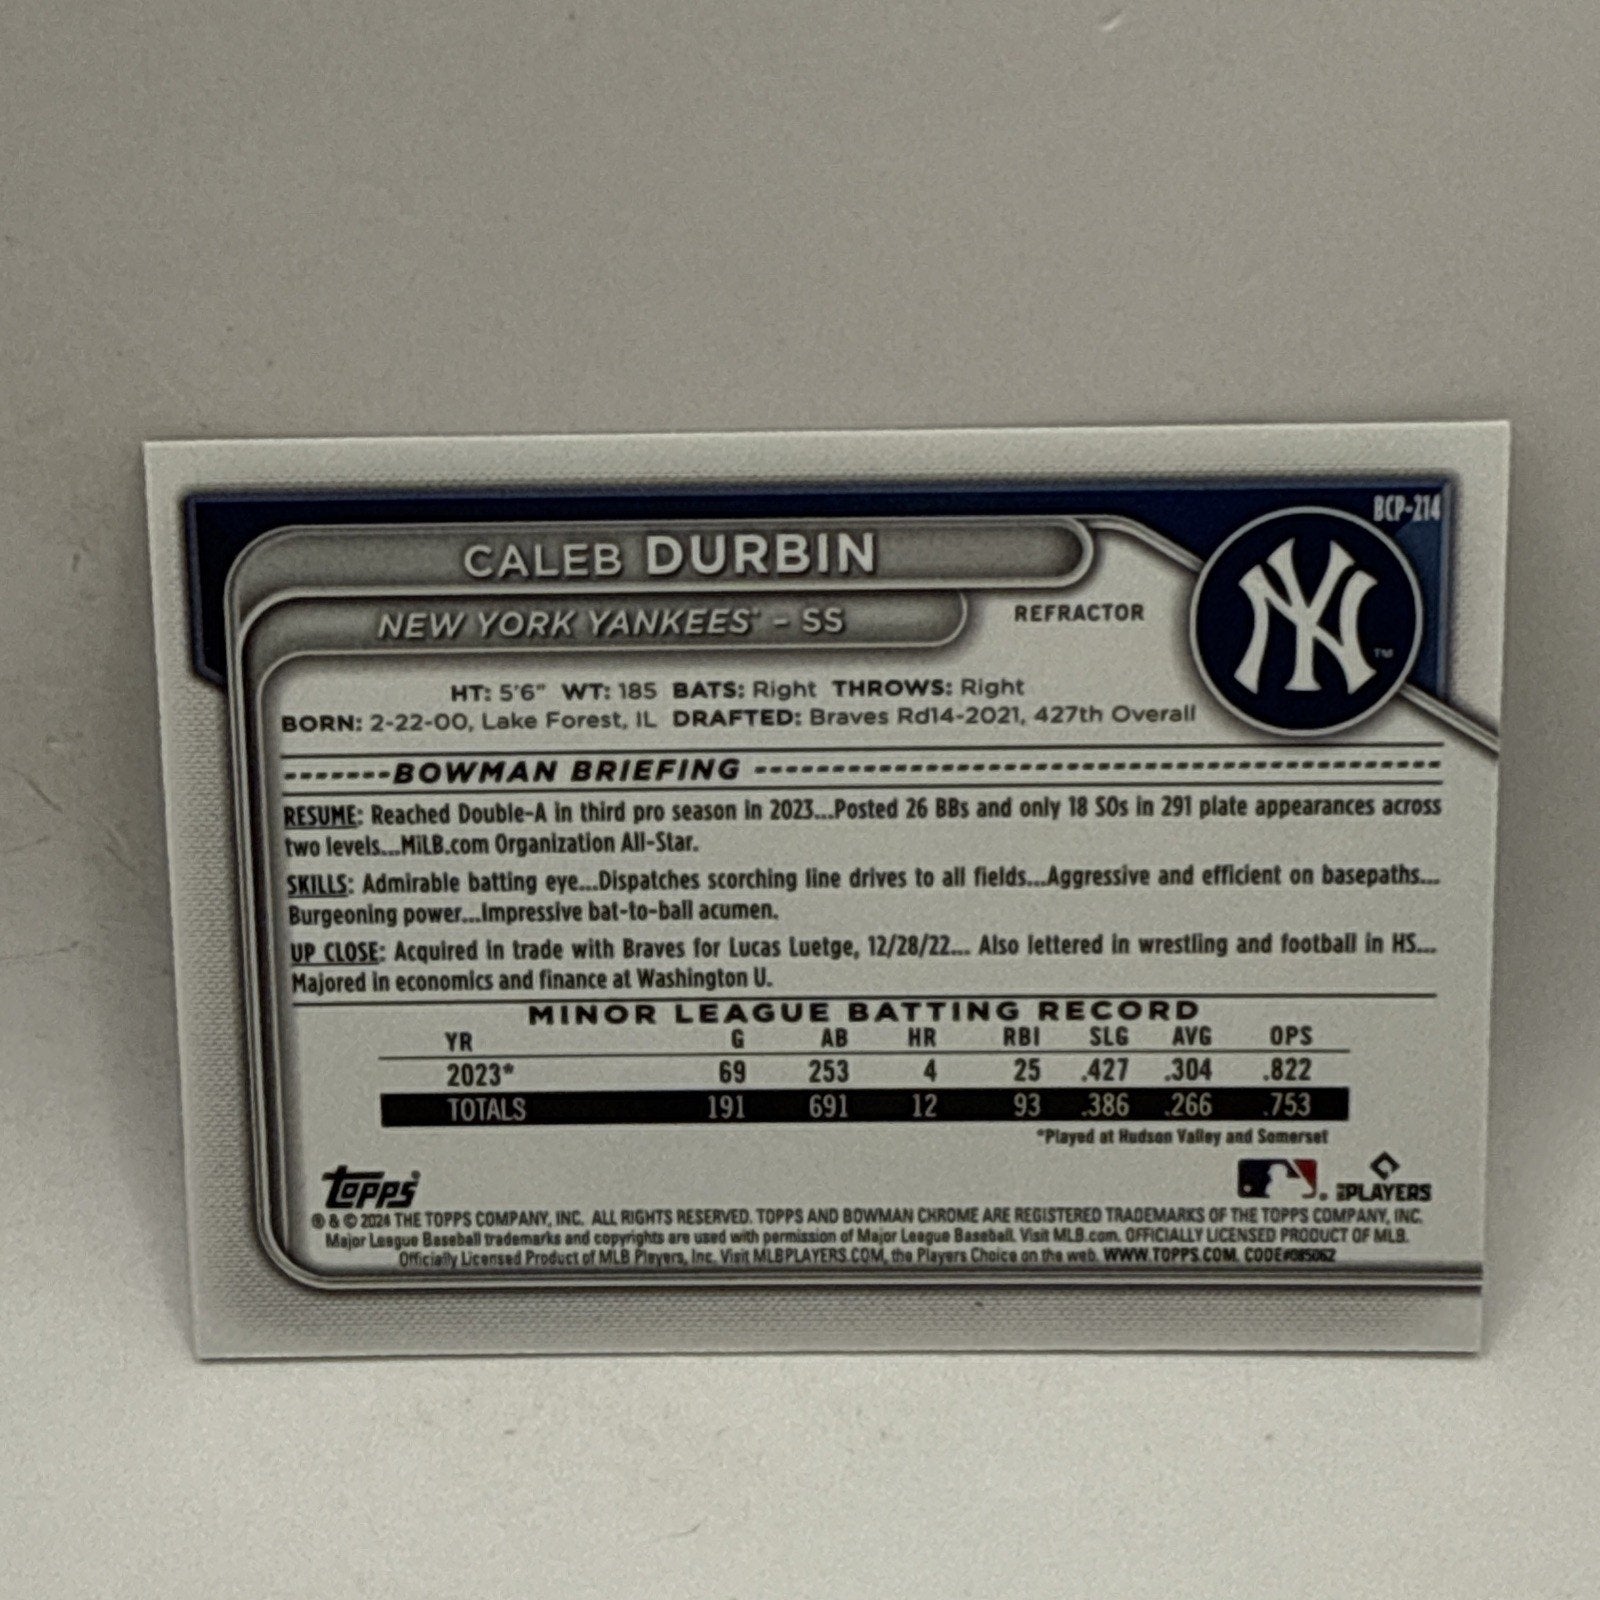 BCP-214
CALEB DURBIN
NEW YORK YANKEES - SS
REFRACTOR
NY
TM
HT: 5'6" WT: 185 BATS: Right THROWS: Right
BORN: 2-22-00, Lake Forest, IL DRAFTED: Braves Rd14-2021, 427th Overall
BOWMAN BRIEFING
RESUME: Reached Double-A in third pro season in 2023...Posted 26 BBs and only 18 SOs in 291 plate appearances across
two levels...MiLB.com Organization All-Star.
SKILLS: Admirable batting eye...Dispatches scorching line drives to all fields...Aggressive and efficient on basepaths...
Burgeoning power...Impressive bat-to-ball acumen.
UP CLOSE: Acquired in trade with Braves for Lucas Luetge, 12/28/22... Also lettered in wrestling and football in HS...
Majored in economics and finance at Washington U.
MINOR LEAGUE BATTING RECORD
YR G AB HR RBI SLG AVG OPS
2023* 69 253 4 25 .427 .304 .822
TOTALS 191 691 12 93 .386 .266 .753
*Played at Hudson Valley and Somerset
Topps
PLAYERS
® & © 2024 THE TOPPS COMPANY, INC. ALL RIGHTS RESERVED. TOPPS AND BOWMAN CHROME ARE REGISTERED TRADEMARKS OF THE TOPPS COMPANY, INC.
Major League Baseball trademarks and copyrights are used with permission of Major League Baseball. Visit MLB.com. OFFICIALLY LICENSED PRODUCT OF MLB.
Officially Licensed Product of MLB Players, Inc. Visit MLBPLAYERS.COM, the Players Choice on the web. WWW.TOPPS.COM. CODE#085062